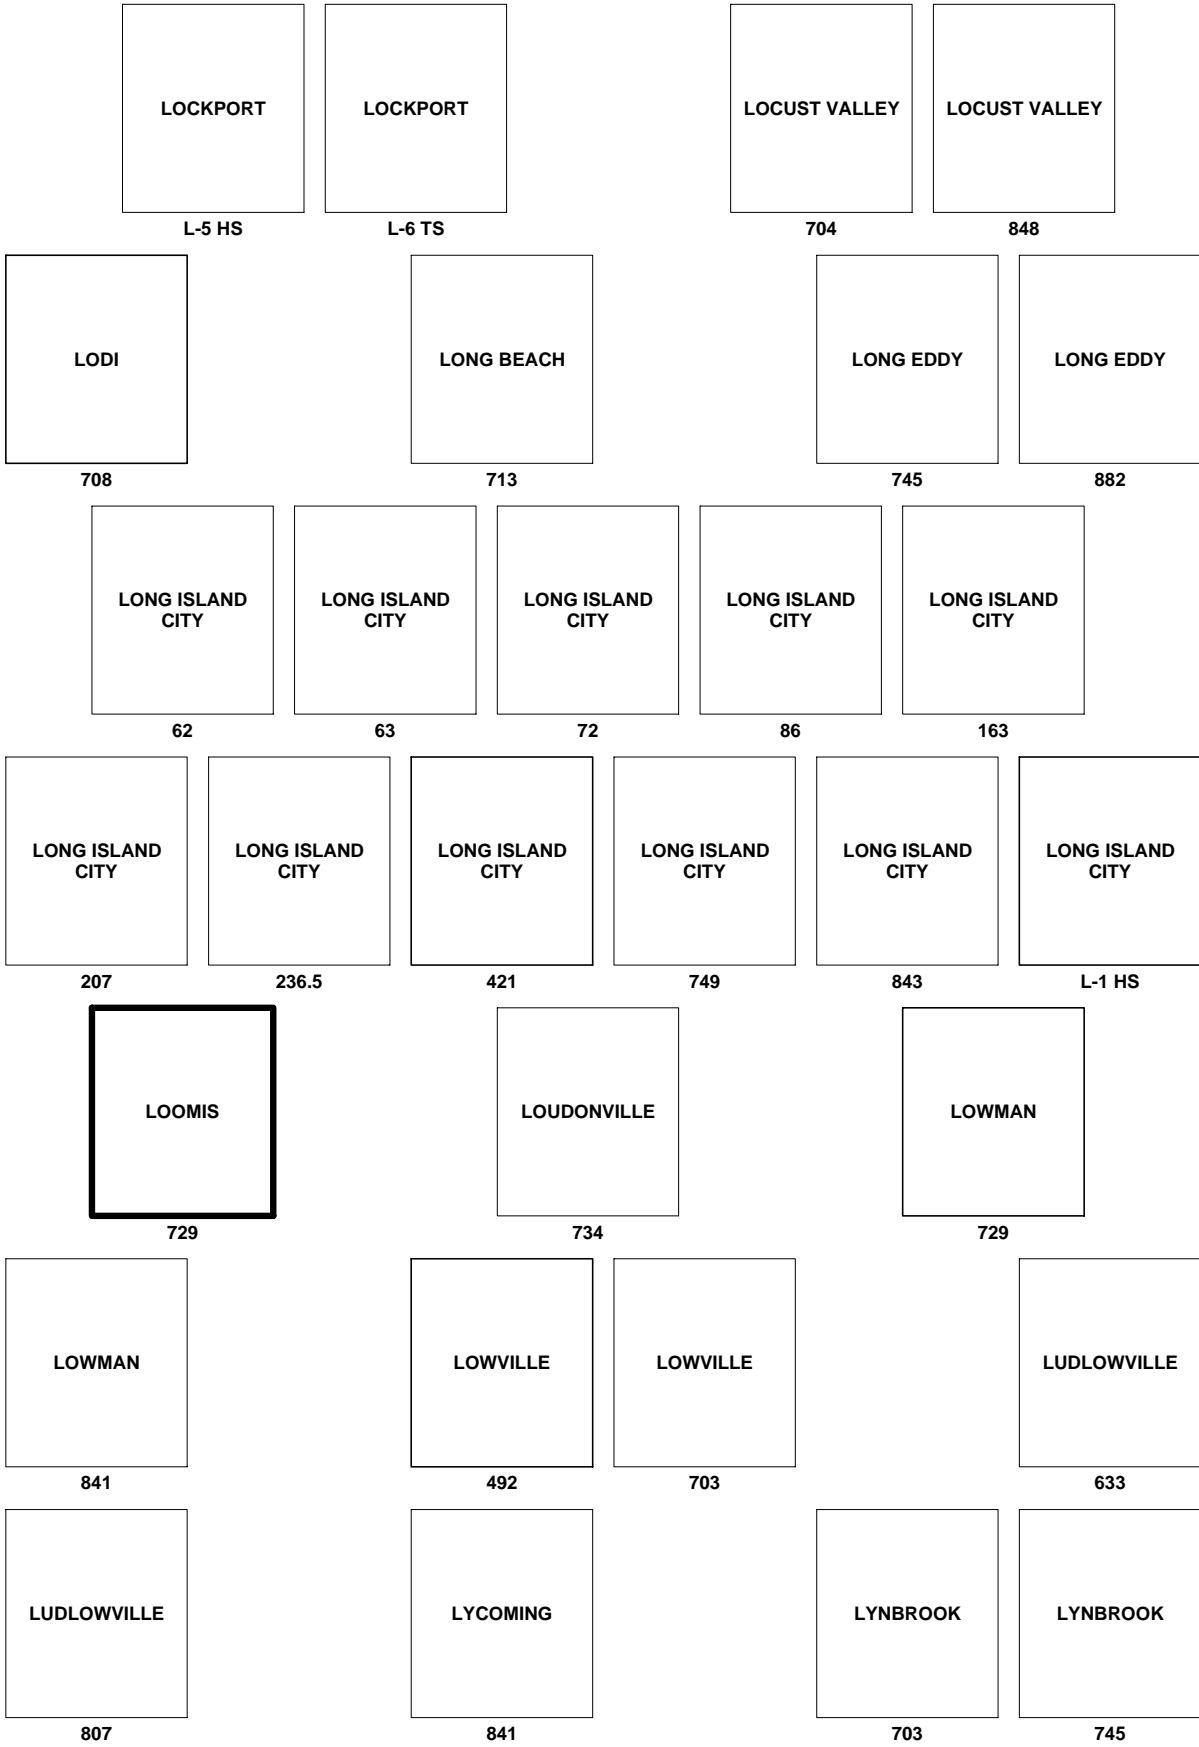 LOCKPORT
L-5 HS
LOCKPORT
L-6 TS
LOCUST VALLEY
704
LOCUST VALLEY
848
LODI
708
LONG BEACH
713
LONG EDDY
745
LONG EDDY
882
LONG ISLAND
CITY
62
LONG ISLAND
CITY
63
LONG ISLAND
CITY
72
LONG ISLAND
CITY
86
LONG ISLAND
CITY
163
LONG ISLAND
CITY
207
LONG ISLAND
CITY
236.5
LONG ISLAND
CITY
421
LONG ISLAND
CITY
749
LONG ISLAND
CITY
843
LONG ISLAND
CITY
L-1 HS
LOOMIS
729
LOUDONVILLE
734
LOWMAN
729
LOWMAN
841
LOWVILLE
492
LOWVILLE
703
LUDLOWVILLE
633
LUDLOWVILLE
807
LYCOMING
841
LYNBROOK
703
LYNBROOK
745